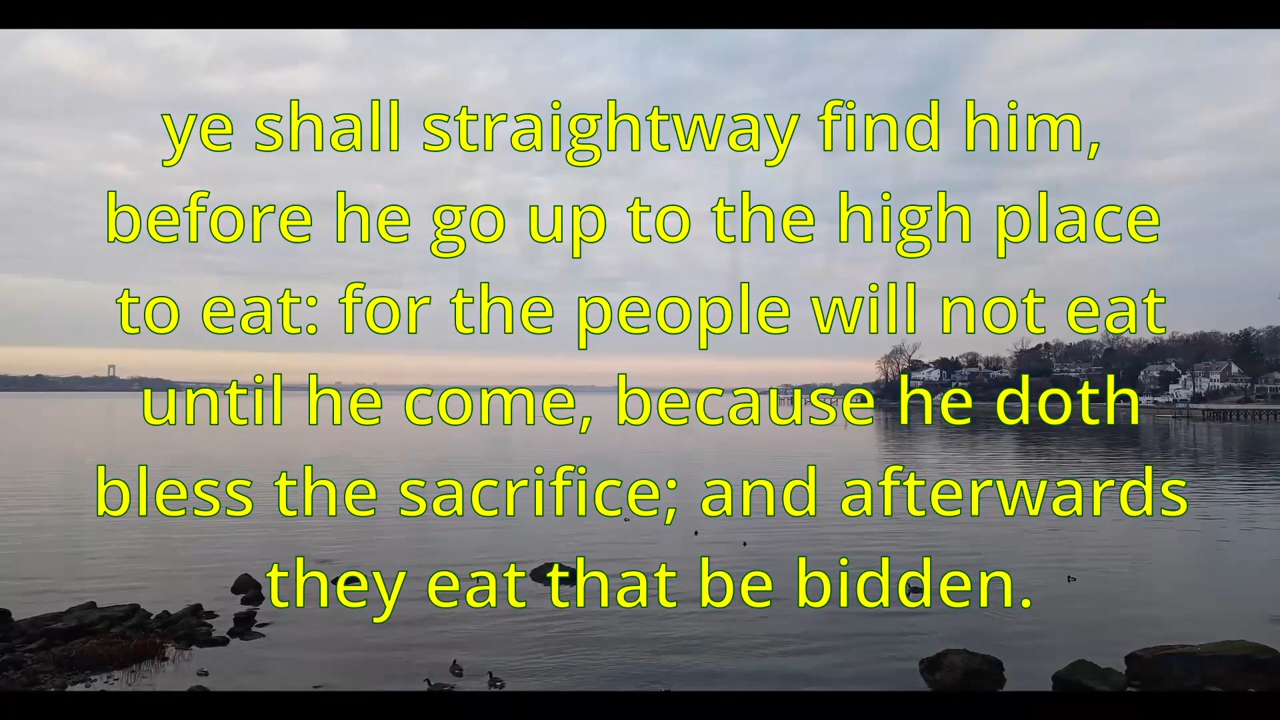 ye shall straightway find him,
before he go up to the high place
to eat: for the people will not eat
until he come, because he doth
bless the sacrifice; and afterwards
they eat that be bidden.